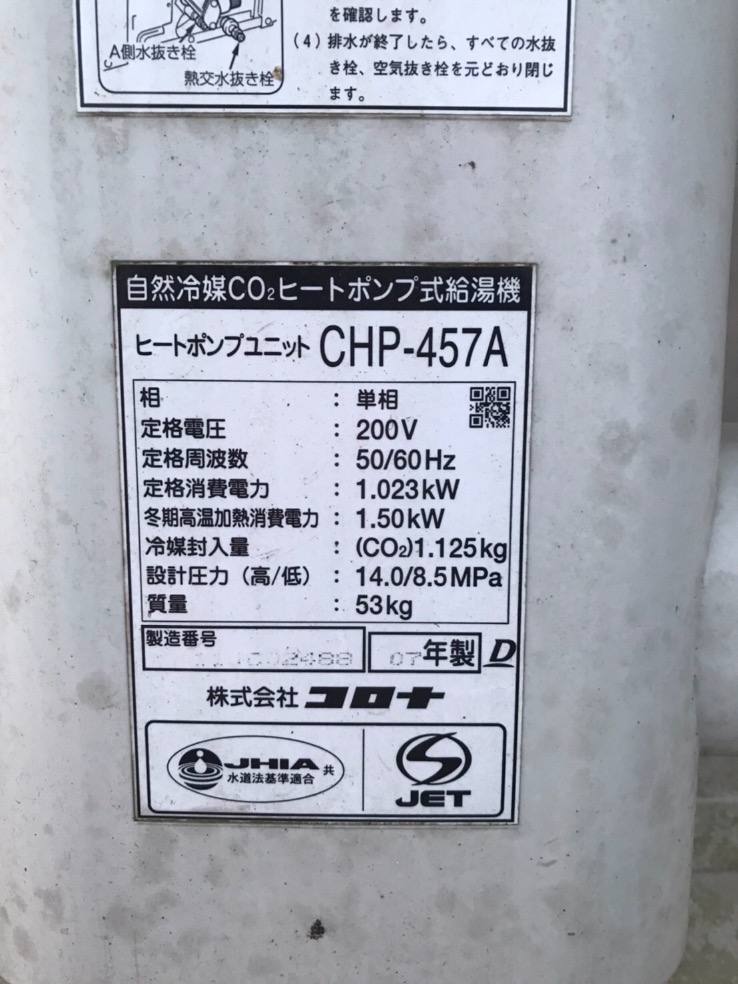 を確認します。
A側水抜き栓
(4)排水が終了したら、すべての水抜
き栓、空気抜き栓を元どおり閉じ
ます。
熱交水抜き栓
自然冷媒CO₂ヒートポンプ式給湯機
ヒートポンプユニット CHP-457A
相 : 単相
定格電圧 : 200V
定格周波数 : 50/60Hz
定格消費電力 : 1.023kW
冬期高温加熱消費電力 : 1.50kW
冷媒封入量 : (CO₂)1.125kg
設計圧力(高/低) : 14.0/8.5MPa
質量 : 53kg
製造番号
07年製 D
株式会社 コロナ
JHIA 共
水道法基準適合
S
JET